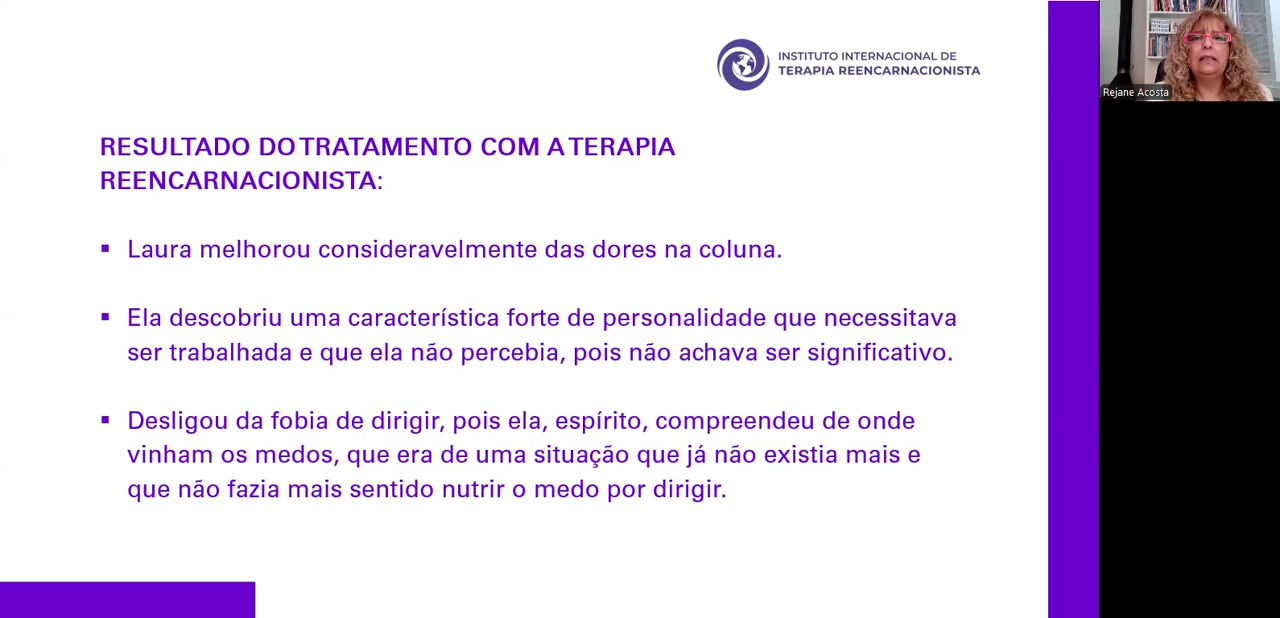 INSTITUTO INTERNACIONAL DE
TERAPIA REENCARNACIONISTA
Rejane Acosta
RESULTADO DO TRATAMENTO COM A TERAPIA
REENCARNACIONISTA:
▪ Laura melhorou consideravelmente das dores na coluna.
▪ Ela descobriu uma característica forte de personalidade que necessitava
ser trabalhada e que ela não percebia, pois não achava ser significativo.
▪ Desligou da fobia de dirigir, pois ela, espírito, compreendeu de onde
vinham os medos, que era de uma situação que já não existia mais e
que não fazia mais sentido nutrir o medo por dirigir.